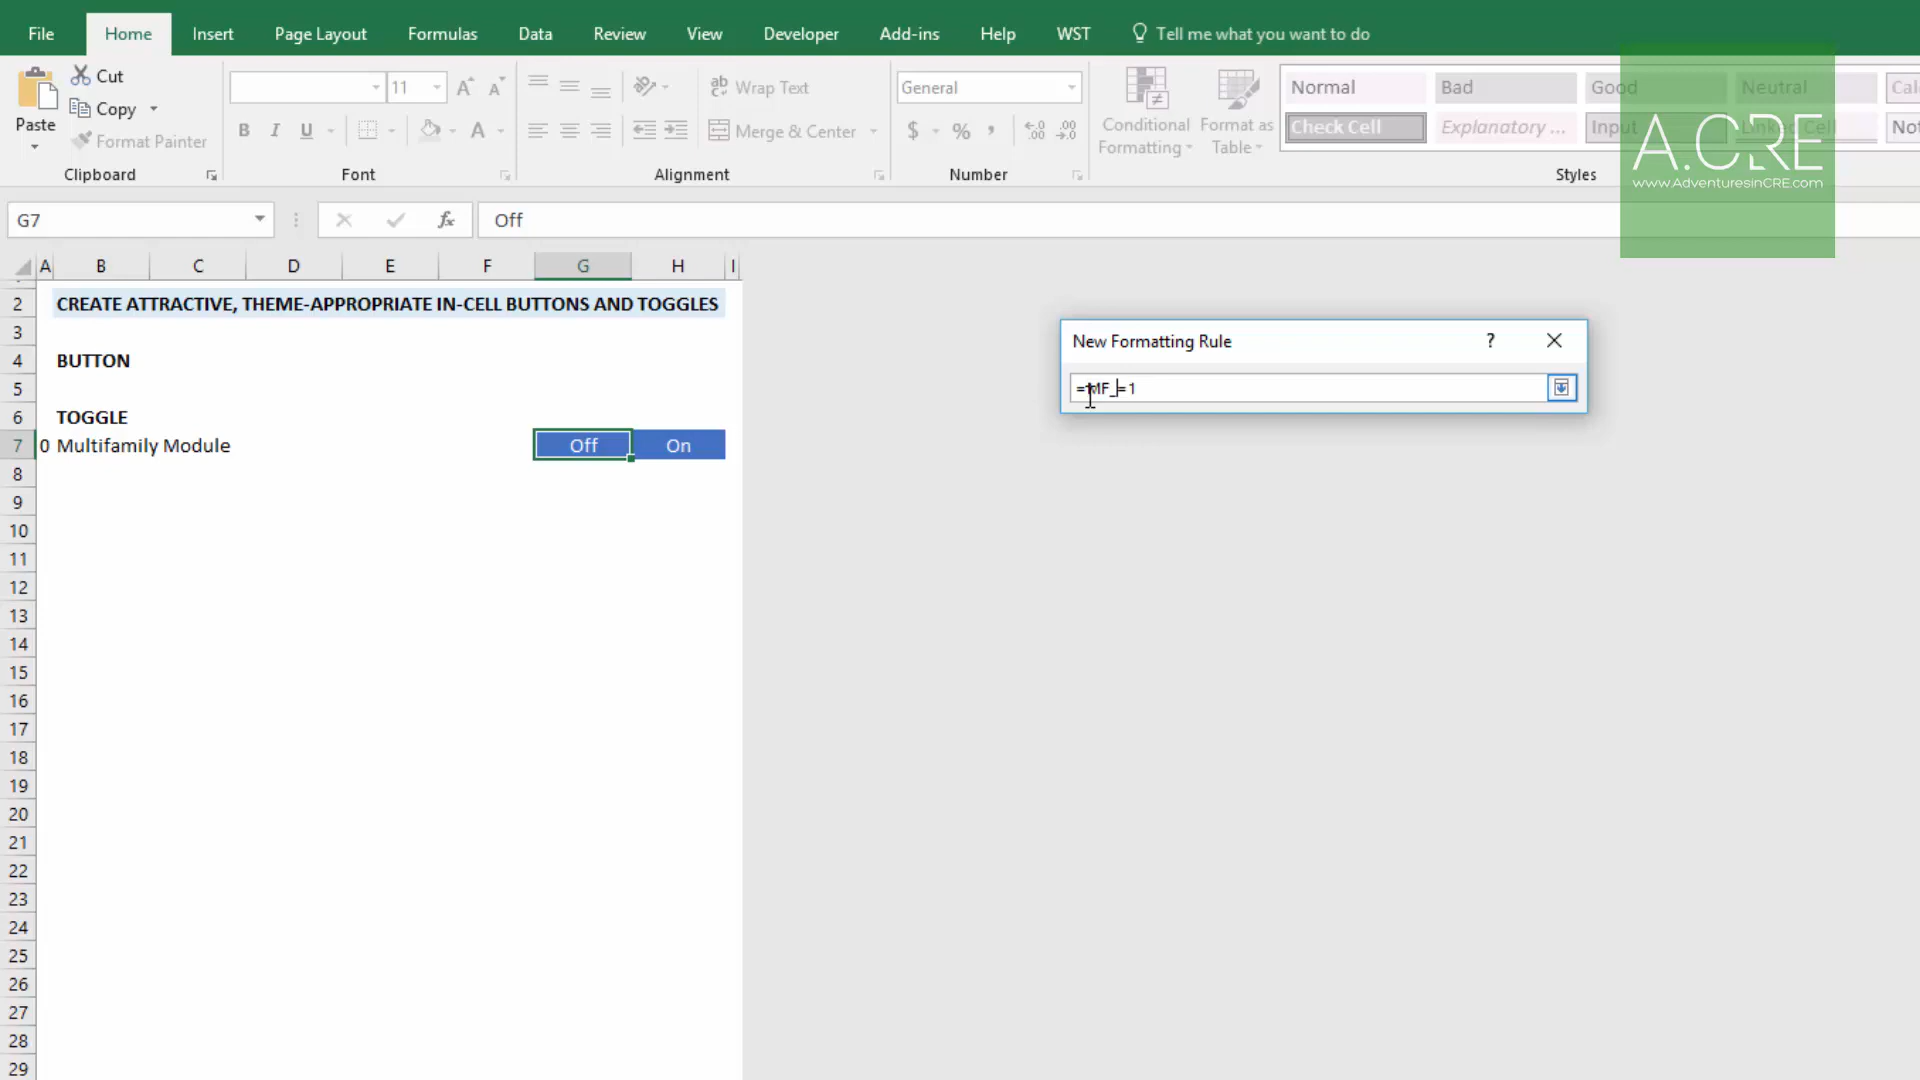 File Home Insert Page Layout Formulas Data Review View Developer Add-ins Help WST Tell me what you want to do
Paste
Cut
Copy
Format Painter
Clipboard
11
B I U
Font
Wrap Text
Merge & Center
Alignment
General
$ % ,
Number
Conditional Formatting
Format as Table
Normal Bad Good Neutral
Check Cell Explanatory ... Input Linked Cell
Styles
A.CRE
www.AdventuresinCRE.com
G7 fx Off
A B C D E F G H I
2 CREATE ATTRACTIVE, THEME-APPROPRIATE IN-CELL BUTTONS AND TOGGLES
3
4 BUTTON
5
6 TOGGLE
7 0 Multifamily Module Off On
8
9
10
11
12
13
14
15
16
17
18
19
20
21
22
23
24
25
26
27
28
29
New Formatting Rule ?
=MF_=1